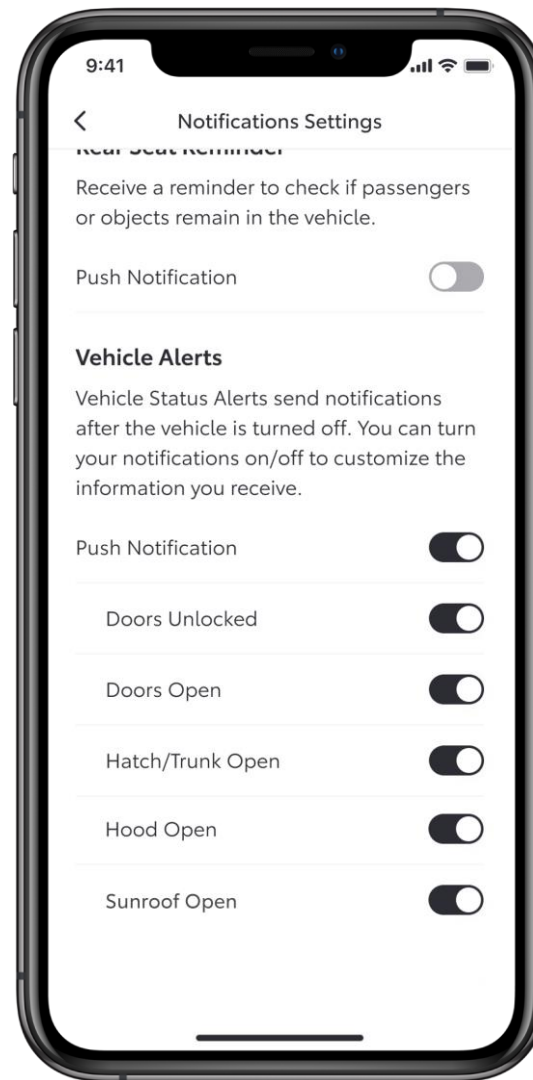 9:41
Notifications Settings
Rear Seat Reminder
Receive a reminder to check if passengers
or objects remain in the vehicle.
Push Notification
Vehicle Alerts
Vehicle Status Alerts send notifications
after the vehicle is turned off. You can turn
your notifications on/off to customize the
information you receive.
Push Notification
Doors Unlocked
Doors Open
Hatch/Trunk Open
Hood Open
Sunroof Open